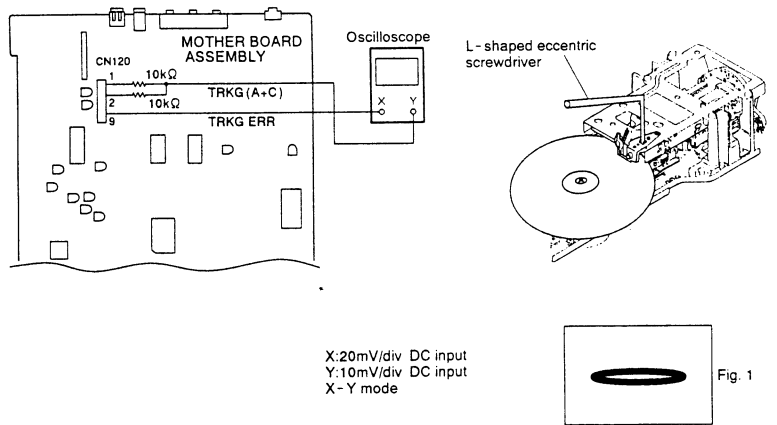 MOTHER BOARD
ASSEMBLY
CN120
1
10kΩ
2
10kΩ
9
TRKG (A+C)
TRKG ERR
Oscilloscope
X
Y
L-shaped eccentric
screwdriver
A
X:20mV/div DC input
Y:10mV/div DC input
X-Y mode
Fig. 1